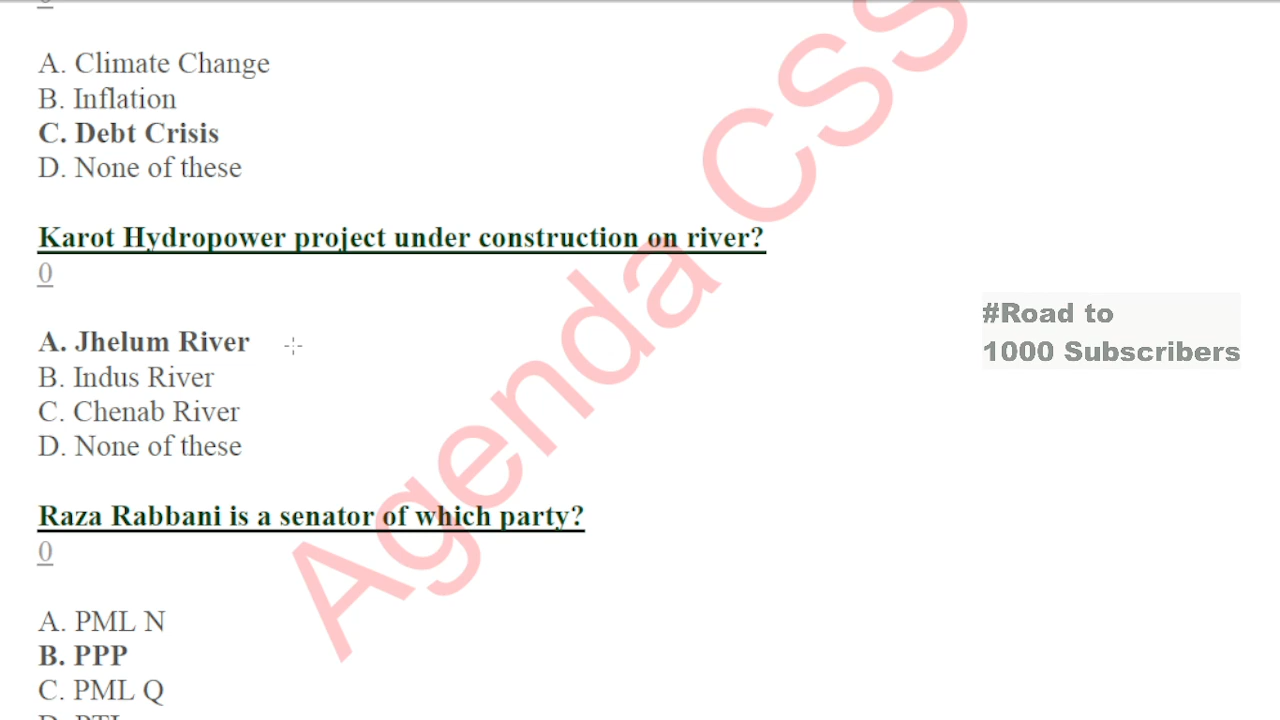 0
A. Climate Change
B. Inflation
C. Debt Crisis
D. None of these
Karot Hydropower project under construction on river?
0
A. Jhelum River
B. Indus River
C. Chenab River
D. None of these
Raza Rabbani is a senator of which party?
0
A. PML N
B. PPP
C. PML Q
Agenda CSS
#Road to
1000 Subscribers